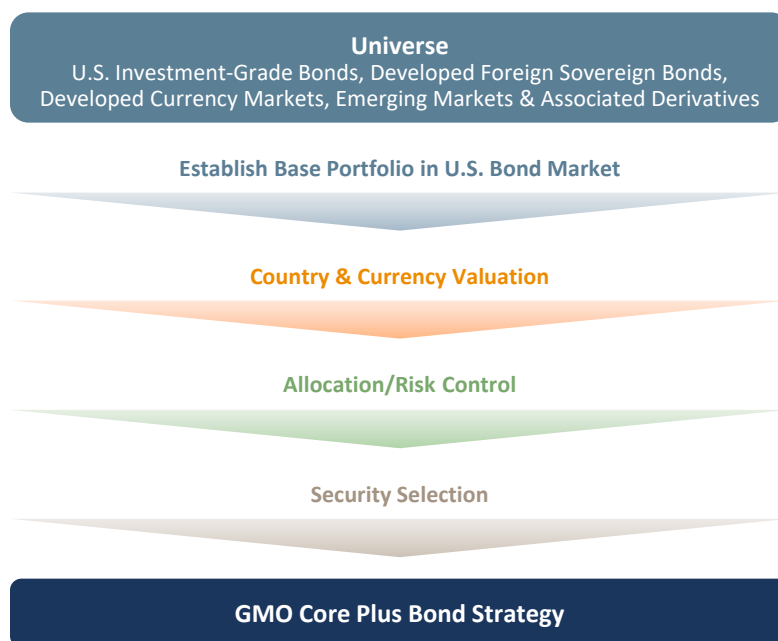 Universe
U.S. Investment-Grade Bonds, Developed Foreign Sovereign Bonds,
Developed Currency Markets, Emerging Markets & Associated Derivatives
Establish Base Portfolio in U.S. Bond Market
Country & Currency Valuation
Allocation/Risk Control
Security Selection
GMO Core Plus Bond Strategy